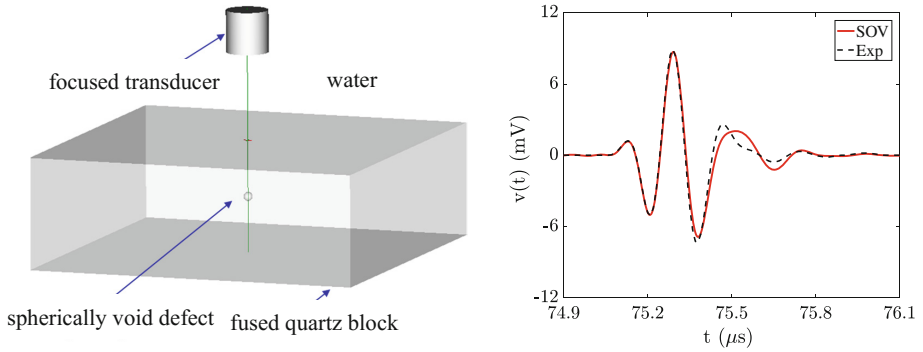 focused transducer
water
spherically void defect
fused quartz block
12
6
0
-6
-12
v(t) (mV)
SOV
Exp
74.9
75.2
75.5
75.8
76.1
t (μs)